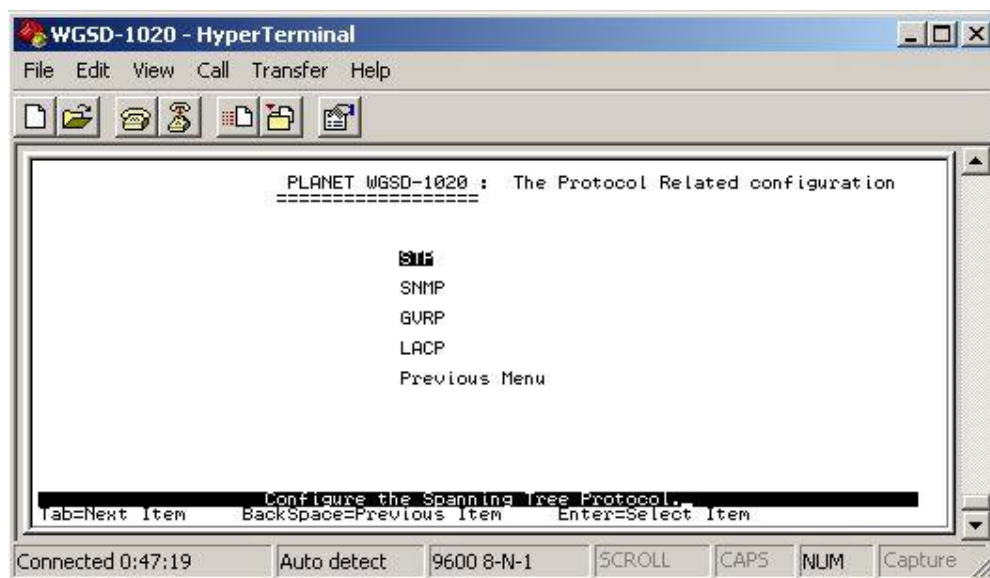 WGSD-1020 - HyperTerminal
File Edit View Call Transfer Help
PLANET WGSD-1020 : The Protocol Related configuration
==================
STP
SNMP
GVRP
LACP
Previous Menu
Configure the Spanning Tree Protocol._
Tab=Next Item BackSpace=Previous Item Enter=Select Item
Connected 0:47:19 Auto detect 9600 8-N-1 SCROLL CAPS NUM Capture